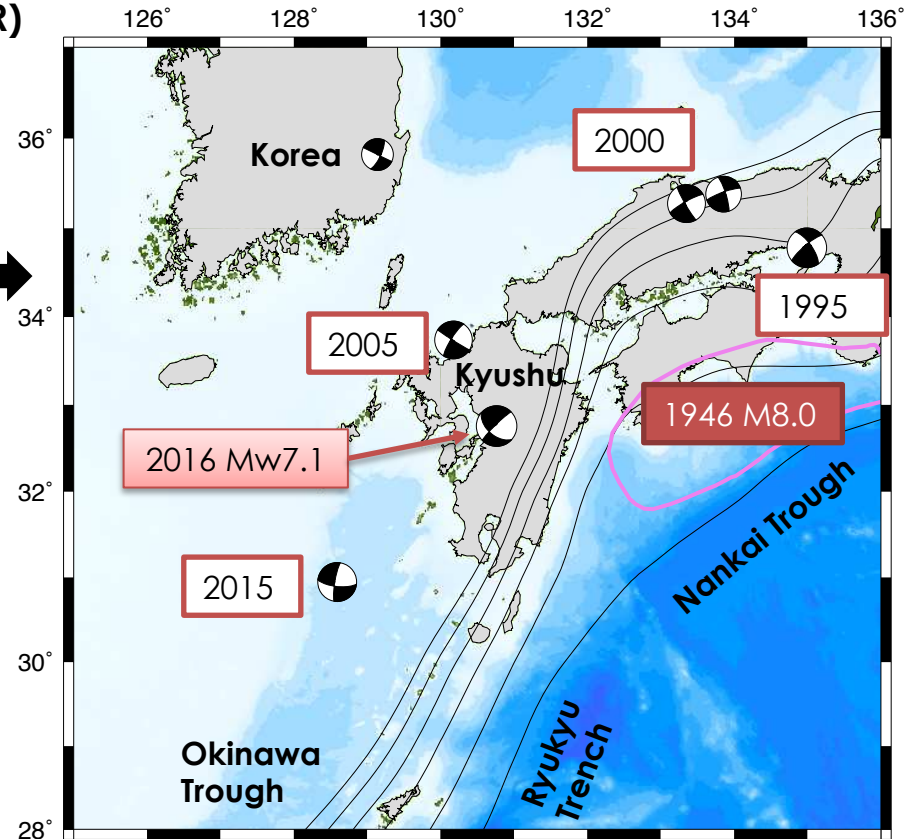 R)
126° 128° 130° 132° 134° 136°
36°
2000
Korea
34°
1995
2005
Kyushu
1946 M8.0
2016 Mw7.1
32°
Nankai Trough
2015
30°
Ryukyu
Trench
Okinawa
Trough
28°